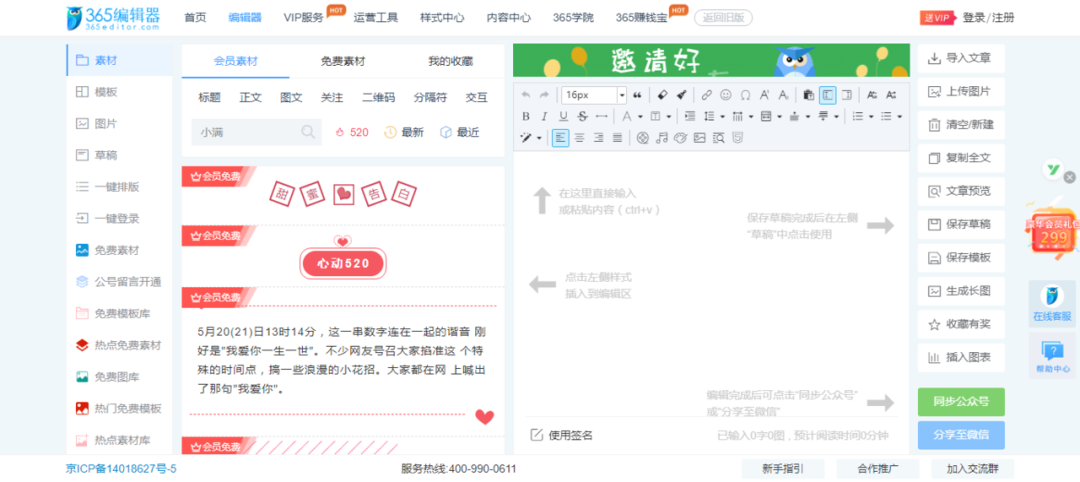 365编辑器
365editor.com
首页
编辑器
VIP服务
HOT
运营工具
样式中心
内容中心
365学院
365赚钱宝
HOT
返回旧版
送VIP
登录/注册
素材
模板
图片
草稿
一键排版
一键登录
免费素材
公号留言开通
免费模板库
热点免费素材
免费图库
热门免费模板
热点素材库
会员素材
免费素材
我的收藏
标题
正文
图文
关注
二维码
分隔符
交互
小满
520
最新
最近
会员免费
甜蜜告白
会员免费
心动520
会员免费
5月20(21)日13时14分，这一串数字连在一起的谐音 刚
好是"我爱你一生一世"。不少网友号召大家掐准这 个特
殊的时间点，搞一些浪漫的小花招。大家都在网 上喊出
了那句"我爱你"。
会员免费
邀请好
16px
B I U S
在这里直接输入
或粘贴内容（ctrl+v）
保存草稿完成后在左侧
"草稿"中点击使用
点击左侧样式
插入到编辑区
编辑完成后可点击"同步公众号"
或"分享至微信"
使用签名
已输入0字0图，预计阅读时间0分钟
导入文章
上传图片
清空/新建
复制全文
文章预览
保存草稿
保存模板
生成长图
收藏有奖
插入图表
同步公众号
分享至微信
豪华会员礼包
299
在线客服
帮助中心
京ICP备14018627号-5
服务热线:400-990-0611
新手指引
合作推广
加入交流群